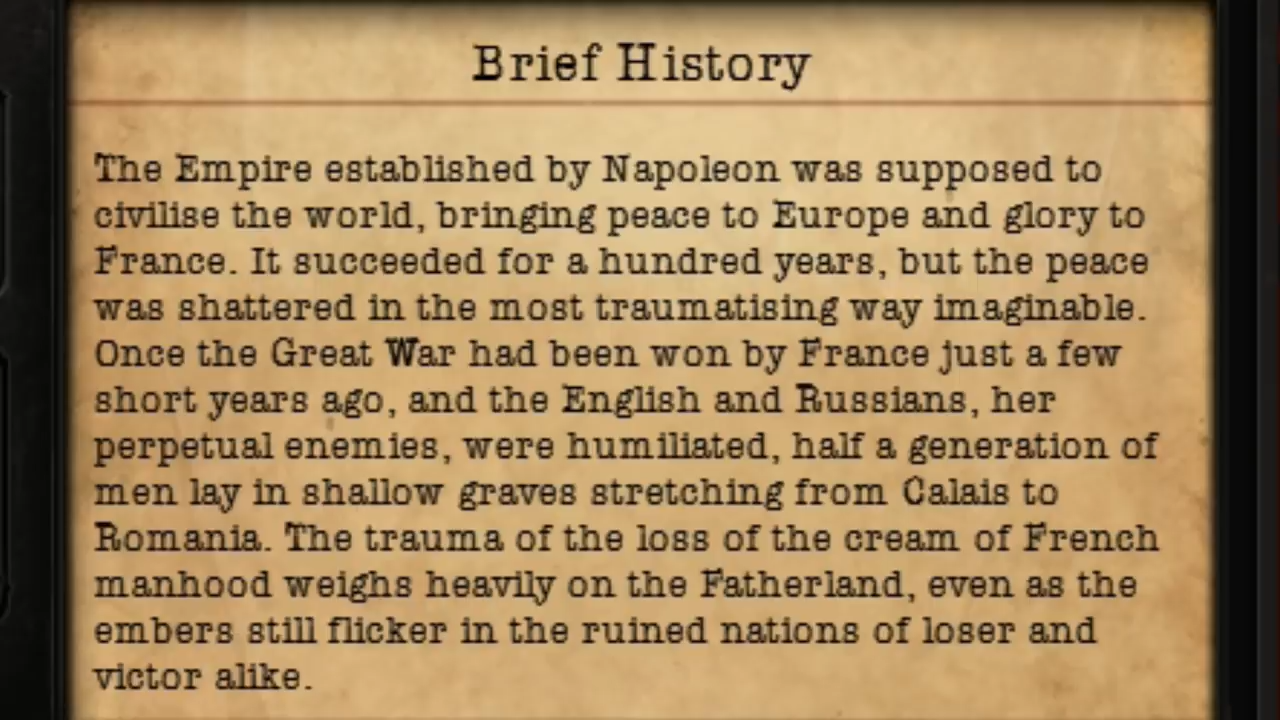 Brief History
The Empire established by Napoleon was supposed to
civilise the world, bringing peace to Europe and glory to
France. It succeeded for a hundred years, but the peace
was shattered in the most traumatising way imaginable.
Once the Great War had been won by France just a few
short years ago, and the English and Russians, her
perpetual enemies, were humiliated, half a generation of
men lay in shallow graves stretching from Calais to
Romania. The trauma of the loss of the cream of French
manhood weighs heavily on the Fatherland, even as the
embers still flicker in the ruined nations of loser and
victor alike.